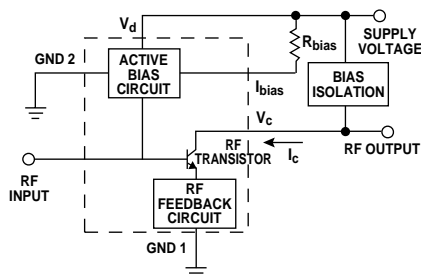 Vd
Rbias
SUPPLY
VOLTAGE
GND 2
ACTIVE
BIAS
CIRCUIT
Ibias
BIAS
ISOLATION
Vc
RF
TRANSISTOR
Ic
RF OUTPUT
RF
INPUT
RF
FEEDBACK
CIRCUIT
GND 1